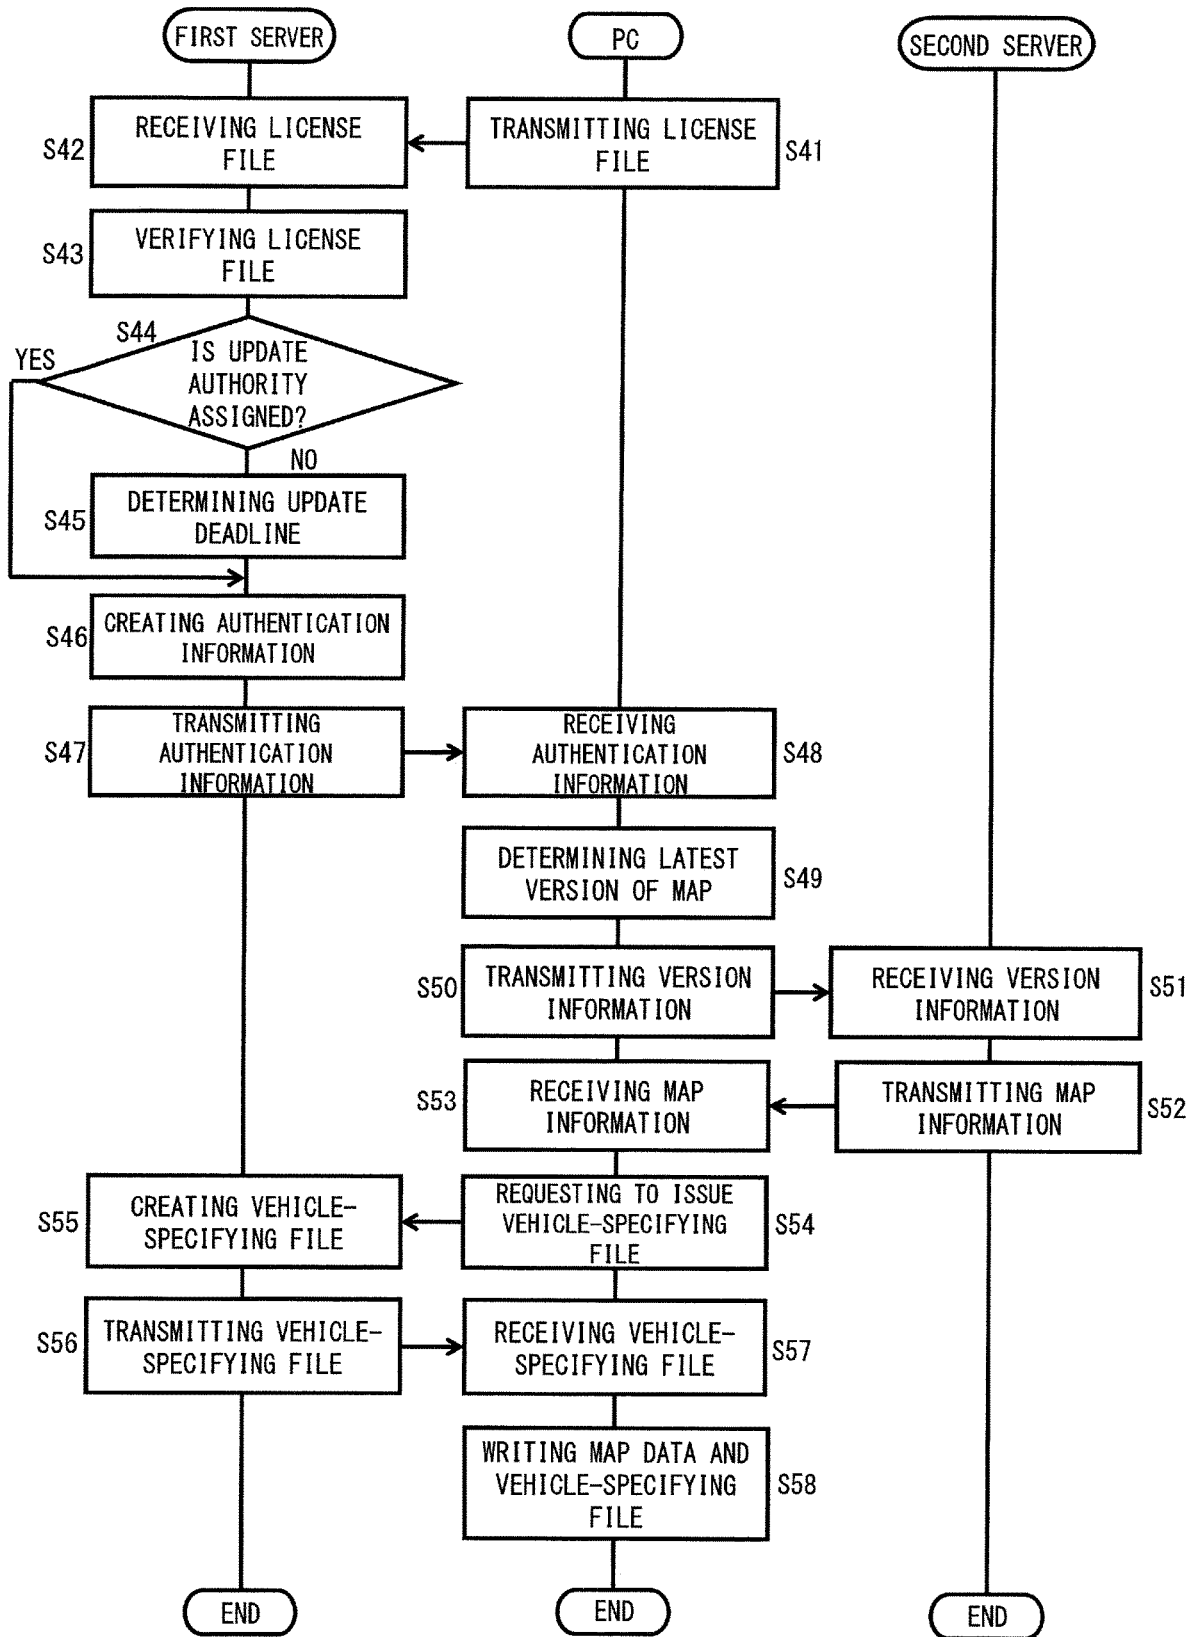 FIRST SERVER
PC
SECOND SERVER
S42
RECEIVING LICENSE
FILE
TRANSMITTING LICENSE
FILE
S41
S43
VERIFYING LICENSE
FILE
S44
YES
IS UPDATE
AUTHORITY
ASSIGNED?
NO
S45
DETERMINING UPDATE
DEADLINE
S46
CREATING AUTHENTICATION
INFORMATION
S47
TRANSMITTING
AUTHENTICATION
INFORMATION
RECEIVING
AUTHENTICATION
INFORMATION
S48
DETERMINING LATEST
VERSION OF MAP
S49
S50
TRANSMITTING VERSION
INFORMATION
RECEIVING VERSION
INFORMATION
S51
S53
RECEIVING MAP
INFORMATION
TRANSMITTING MAP
INFORMATION
S52
S55
CREATING VEHICLE-
SPECIFYING FILE
REQUESTING TO ISSUE
VEHICLE-SPECIFYING
FILE
S54
S56
TRANSMITTING VEHICLE-
SPECIFYING FILE
RECEIVING VEHICLE-
SPECIFYING FILE
S57
WRITING MAP DATA AND
VEHICLE-SPECIFYING
FILE
S58
END
END
END